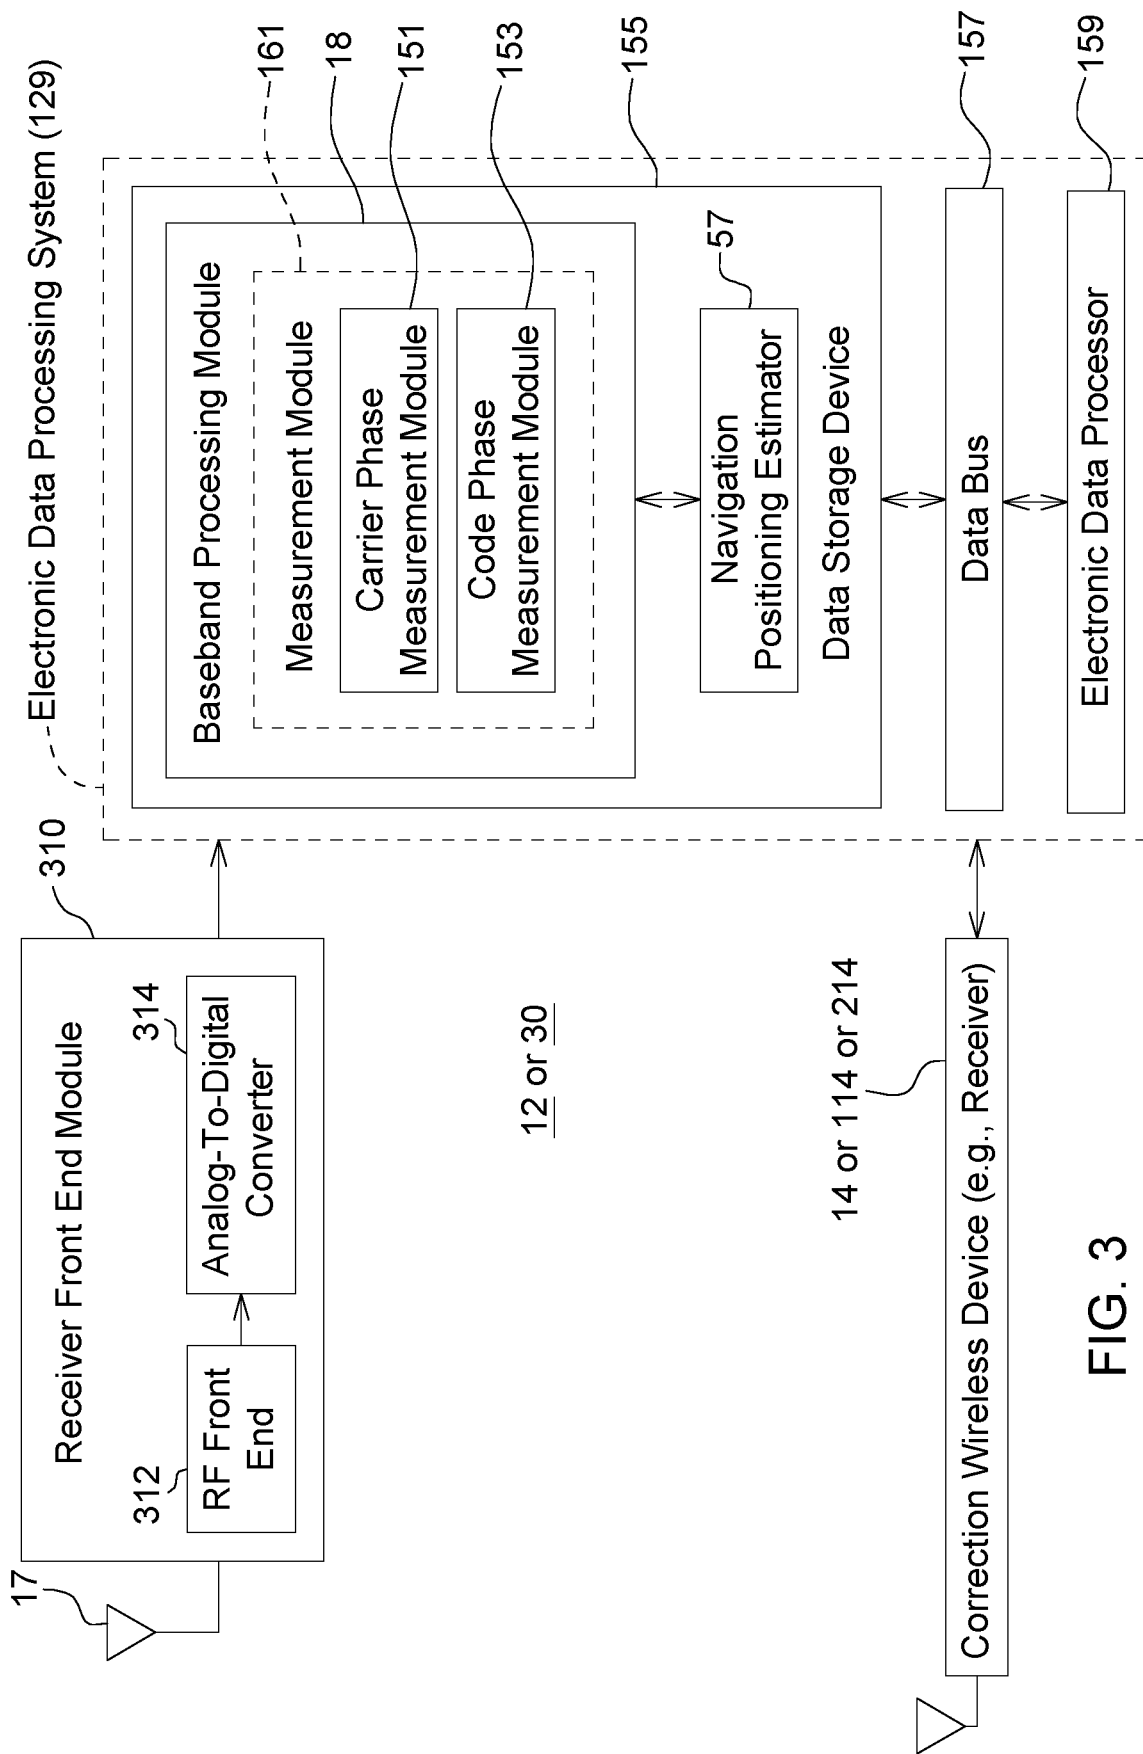 Electronic Data Processing System (129)
17
Receiver Front End Module
310
312
RF Front
End
314
Analog-To-Digital
Converter
161
18
151
153
155
157
159
Baseband Processing Module
Measurement Module
Carrier Phase
Measurement Module
Code Phase
Measurement Module
57
Navigation
Positioning Estimator
Data Storage Device
Data Bus
Electronic Data Processor
12 or 30
14 or 114 or 214
Correction Wireless Device (e.g., Receiver)
FIG. 3